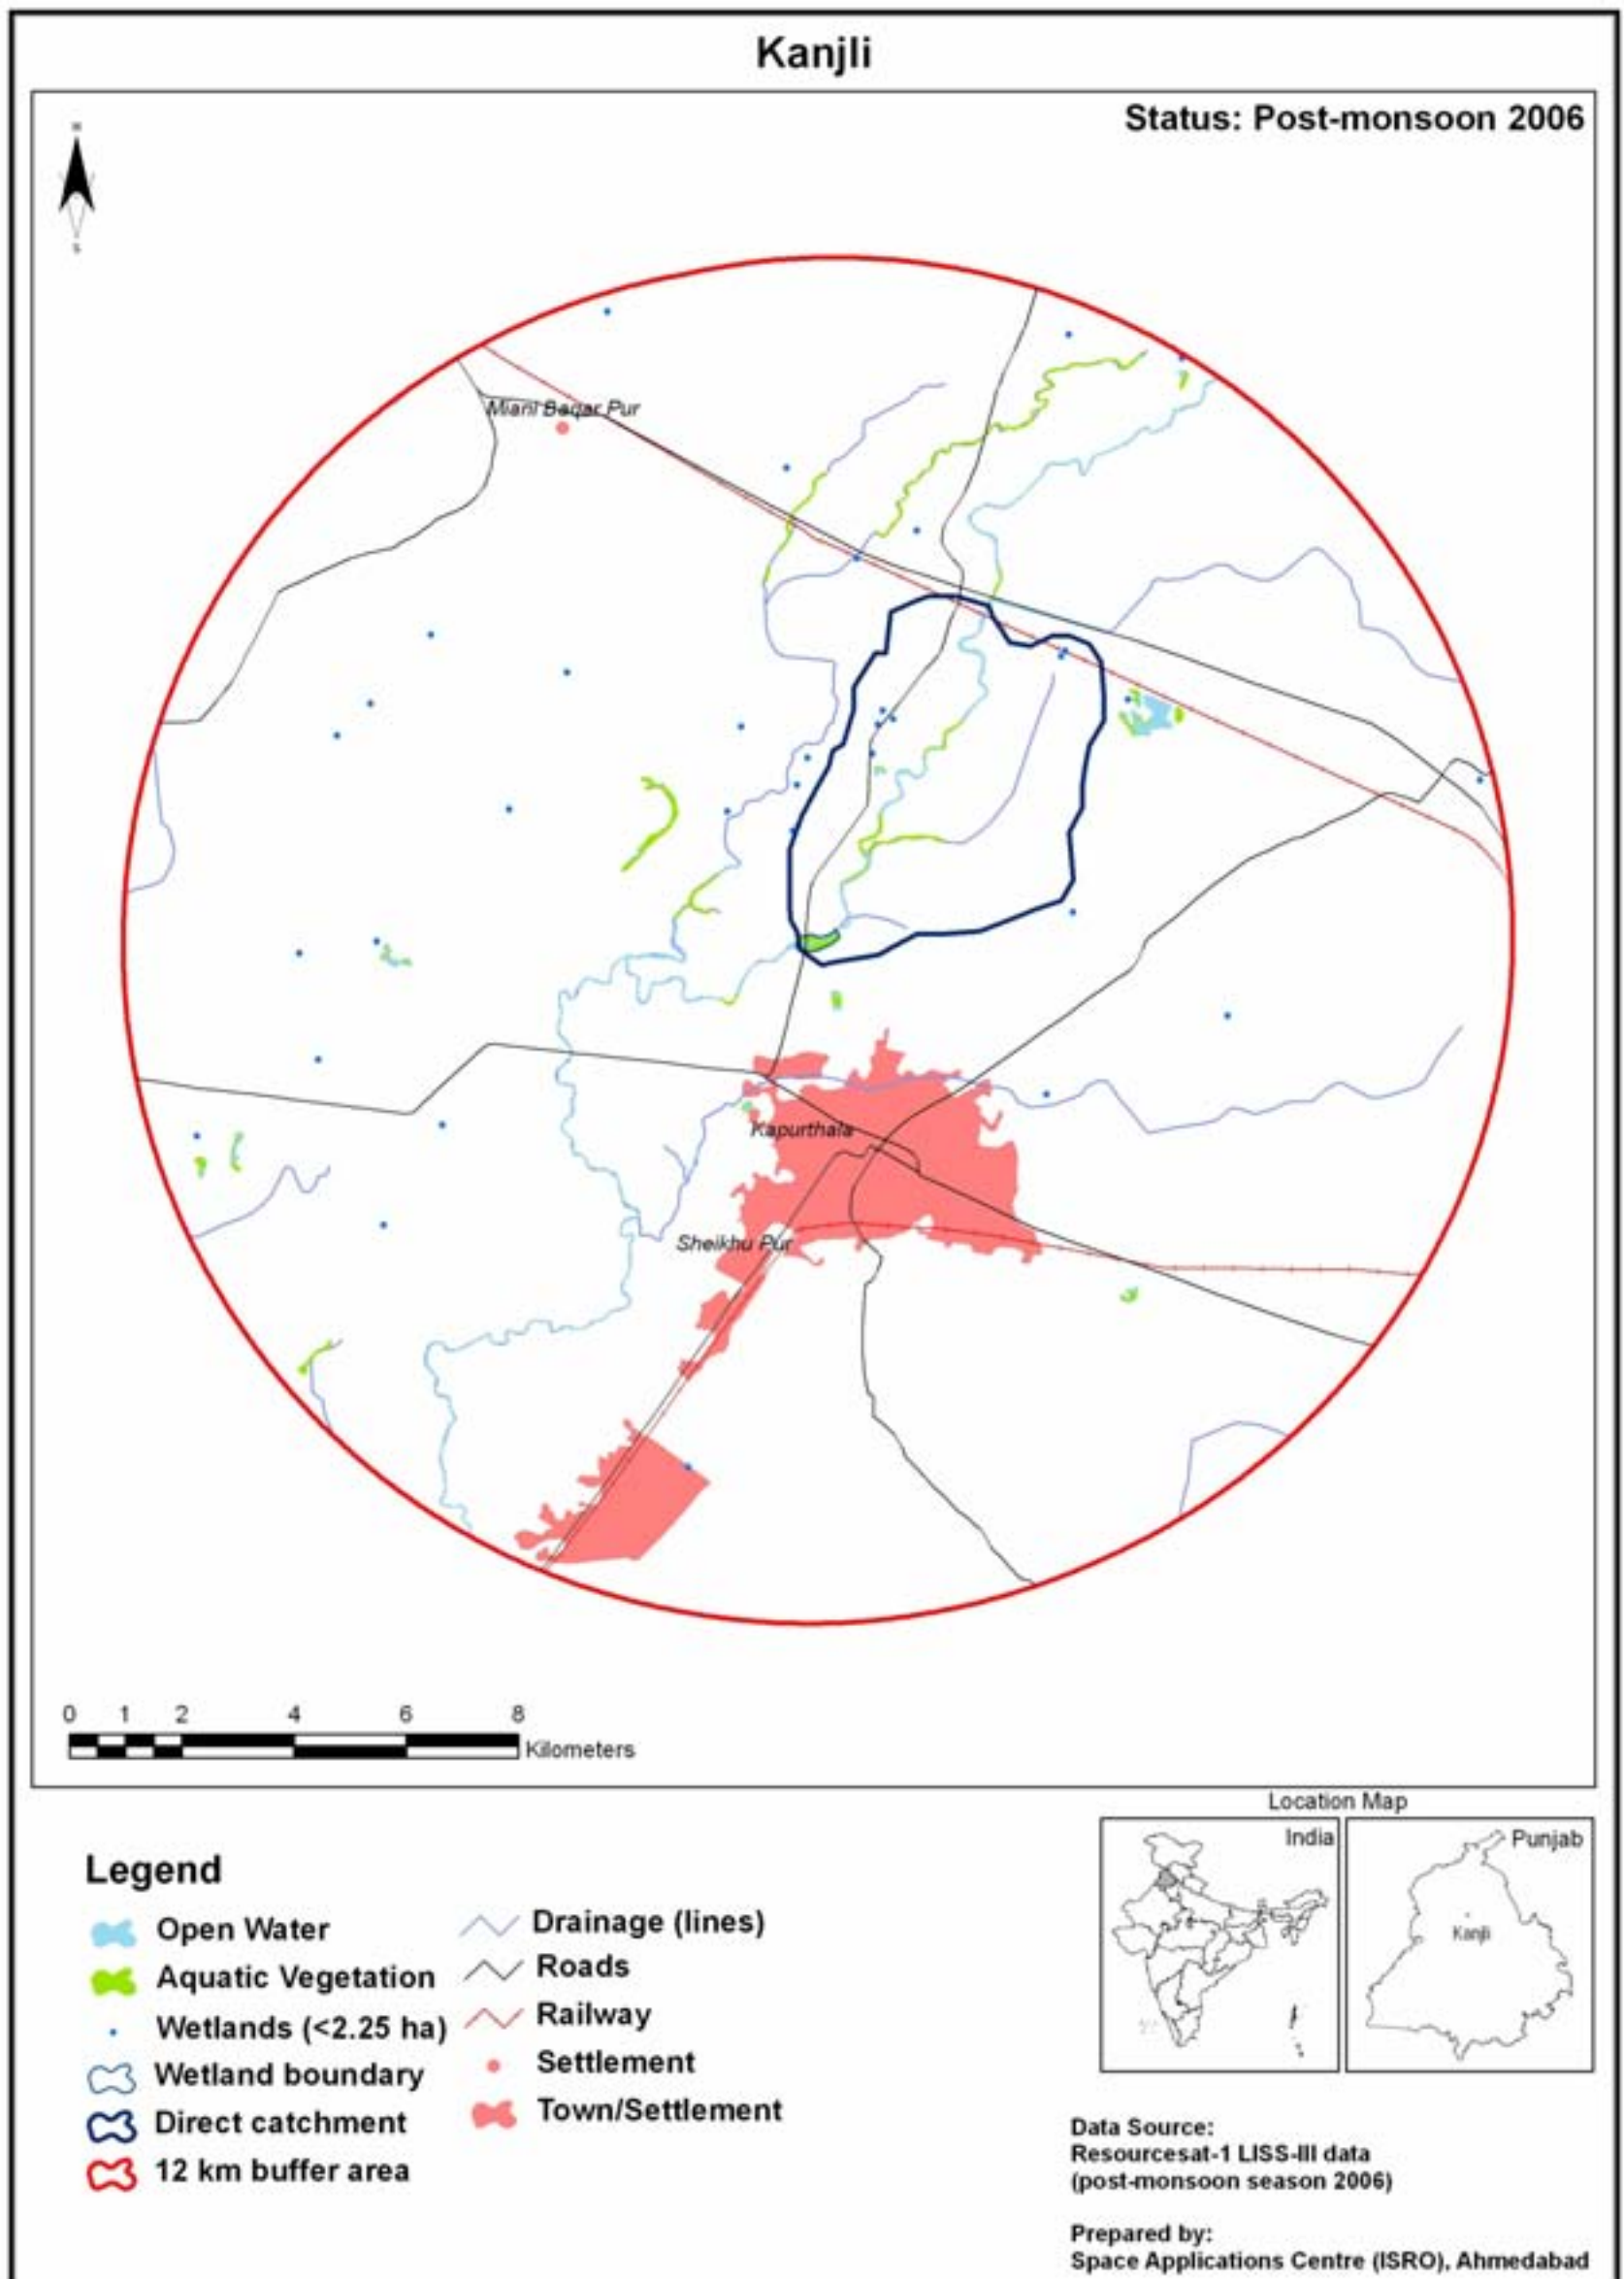 Kanjli
Status: Post-monsoon 2006
N
S
Miani Baqar Pur
Kapurthala
Sheikhu Pur
0 1 2 4 6 8
Kilometers
Location Map
India
Punjab
Kanjli
Legend
Open Water
Aquatic Vegetation
Wetlands (<2.25 ha)
Wetland boundary
Direct catchment
12 km buffer area
Drainage (lines)
Roads
Railway
Settlement
Town/Settlement
Data Source:
Resourcesat-1 LISS-III data
(post-monsoon season 2006)
Prepared by:
Space Applications Centre (ISRO), Ahmedabad